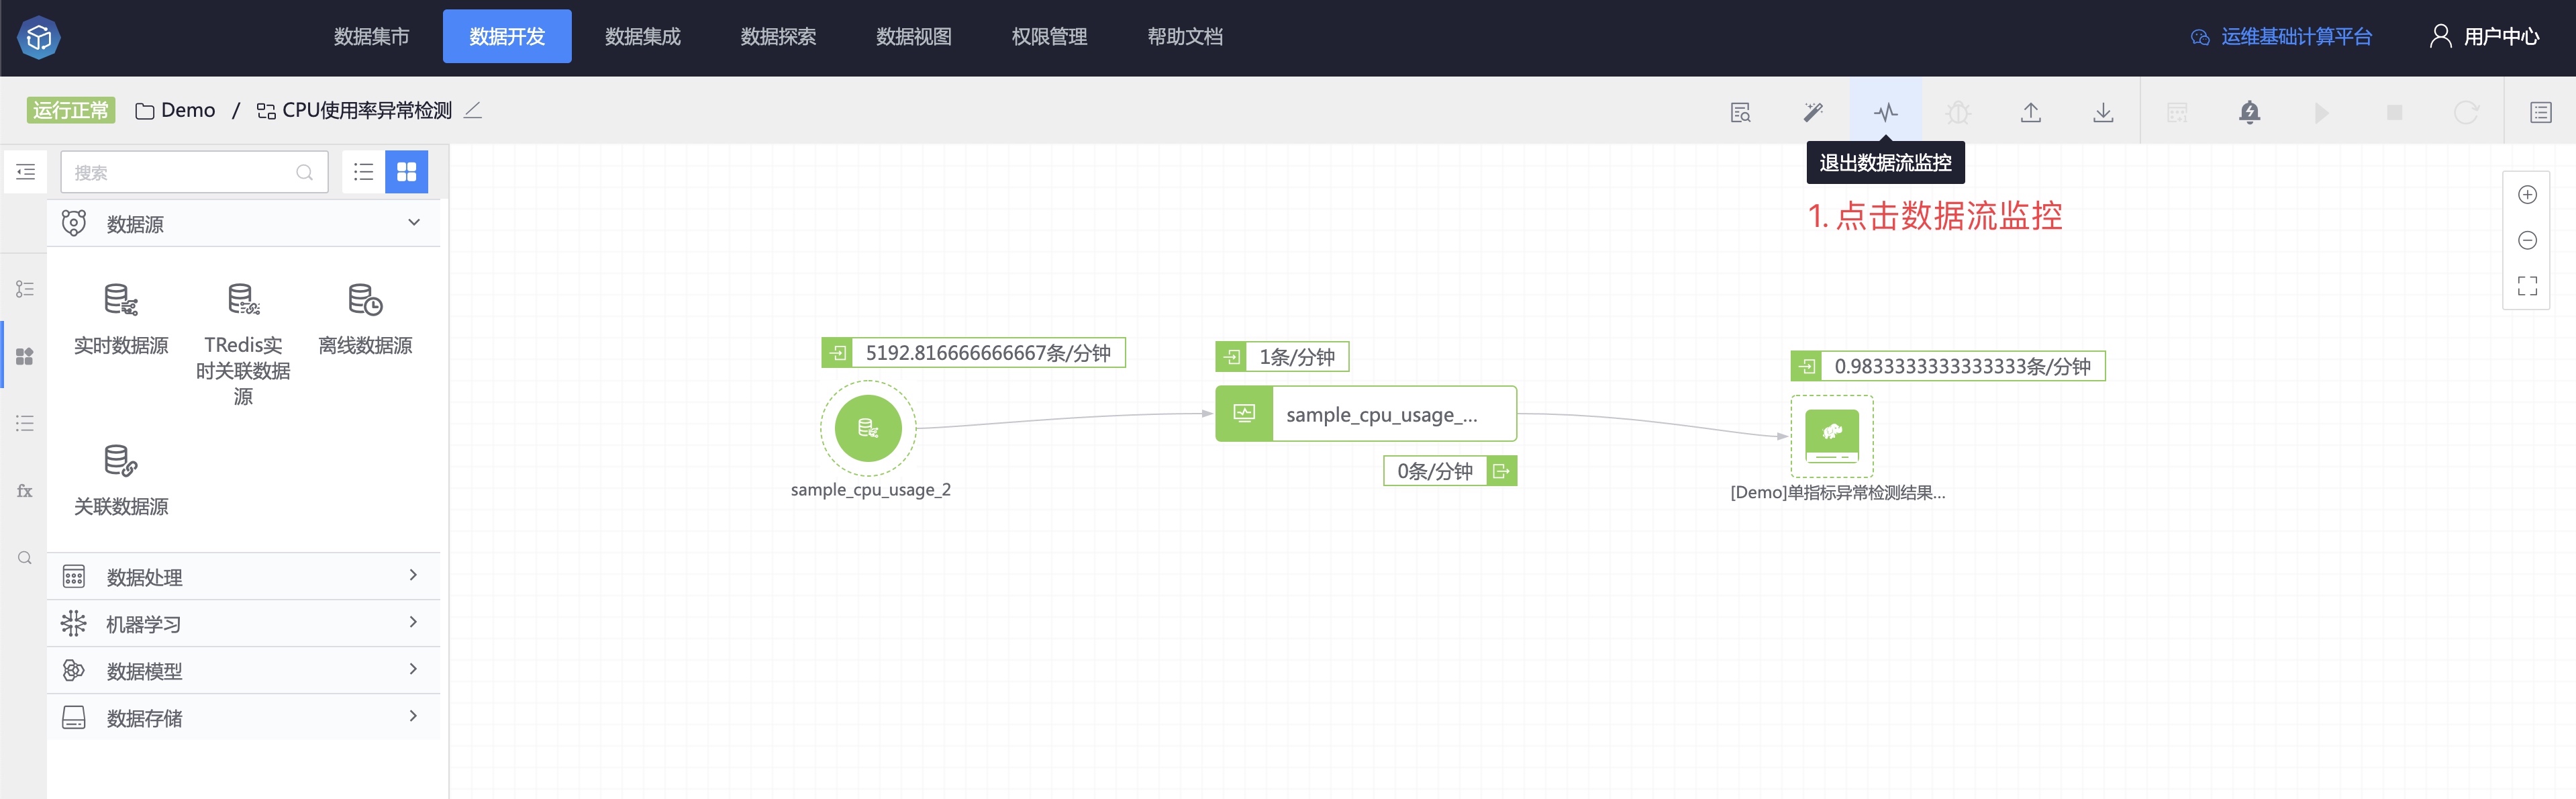 数据集市
数据开发
数据集成
数据探索
数据视图
权限管理
帮助文档
运维基础计算平台
用户中心
运行正常
Demo / CPU使用率异常检测
退出数据流监控
1. 点击数据流监控
搜索
数据源
实时数据源
TRedis实
时关联数据
源
离线数据源
关联数据源
fx
数据处理
机器学习
数据模型
数据存储
5192.816666666667条/分钟
sample_cpu_usage_2
1条/分钟
sample_cpu_usage_...
0条/分钟
0.9833333333333333条/分钟
[Demo]单指标异常检测结果...